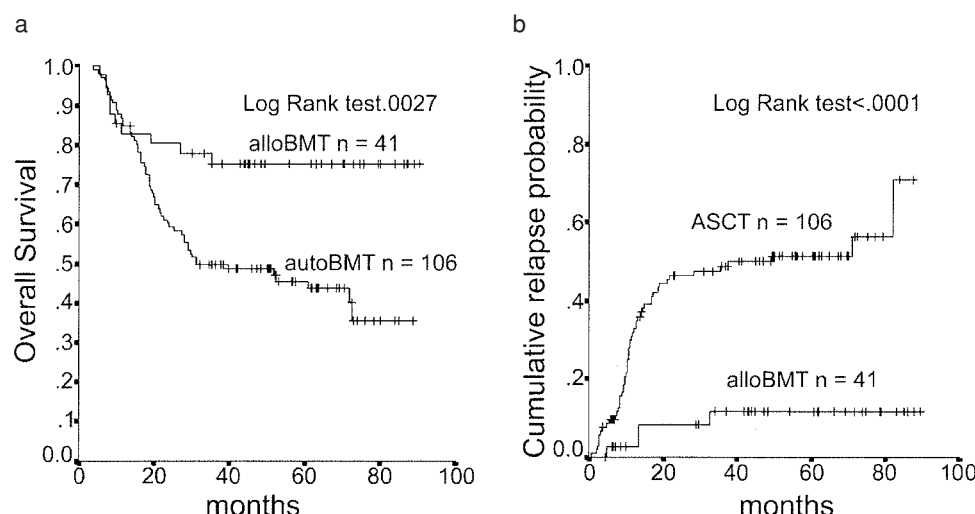 a
Overall Survival
1.0
.9
.8
.7
.6
.5
.4
.3
.2
.1
0.0
Log Rank test.0027
alloBMT n = 41
autoBMT n = 106
0 20 40 60 80 100
months
b
Cumulative relapse probability
1.0
.8
.6
.4
.2
0.0
Log Rank test<.0001
ASCT n = 106
alloBMT n = 41
0 20 40 60 80 100
months